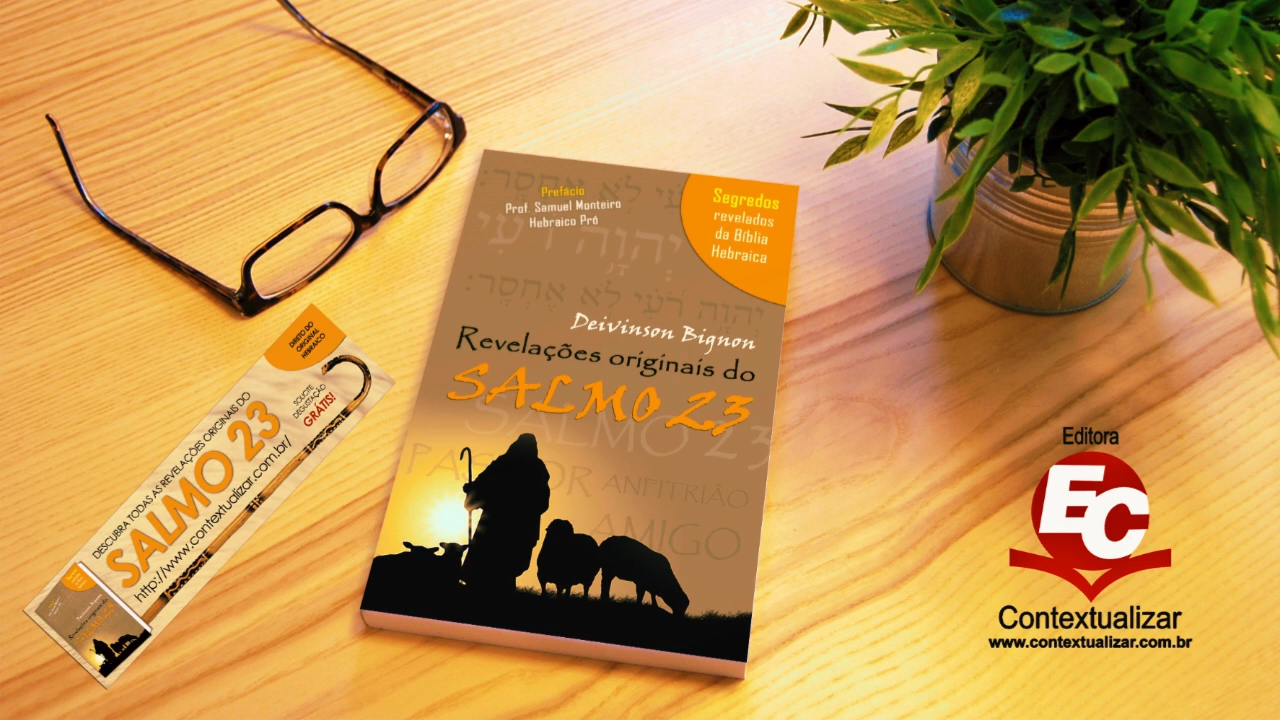 Prefácio
Prof. Samuel Monteiro
Hebraico Pró
Segredos
revelados
da Bíblia
Hebraica
יְהוָה רֹעִי
יְהוָה רֹעִי לֹא אֶחְסָר׃
Deivinson Bignon
Revelações originais do
SALMO 23
SALMO 23
PASTOR ANFITRIÃO
AMIGO
DIRETO DO
ORIGINAL
HEBRAICO
DESCUBRA TODAS AS REVELAÇÕES ORIGINAIS DO
SALMO 23
http://www.contextualizar.com.br/
SOLICITE
DEGUSTAÇÃO
GRÁTIS!
Editora
EC
Contextualizar
www.contextualizar.com.br